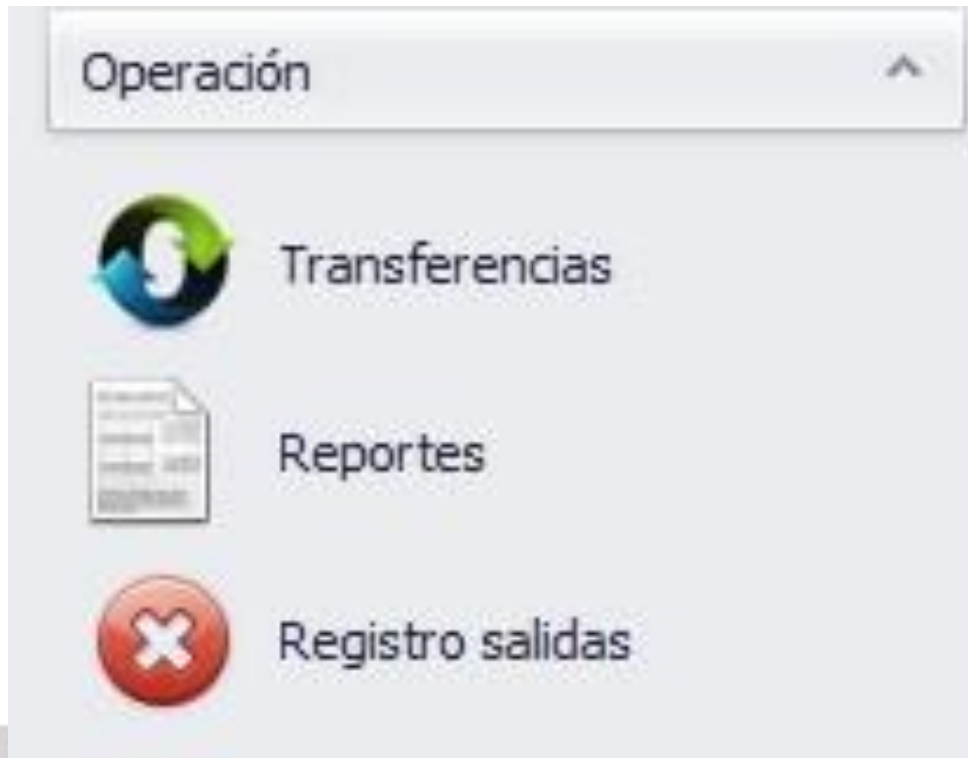 Operación
Transferencias
Reportes
Registro salidas